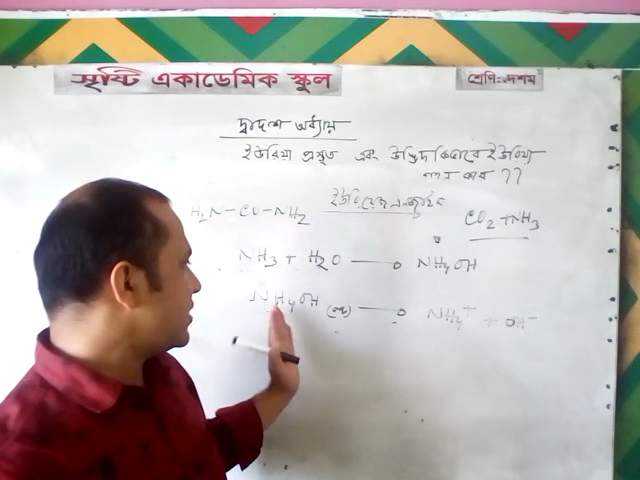 সৃষ্টি একাডেমিক স্কুল
শ্রেণি: দশম
দ্বাদশ অধ্যায়
ইউরিয়া প্রস্তুত এবং উদ্ভিদ কিভাবে ইউরিয়া
গ্রহণ করে ??
H₂N–CO–NH₂ ইউরিয়েজ এনজাইম CO₂+NH₃
NH₃ + H₂O → NH₄OH
NH₄OH → NH₄⁺ + OH⁻